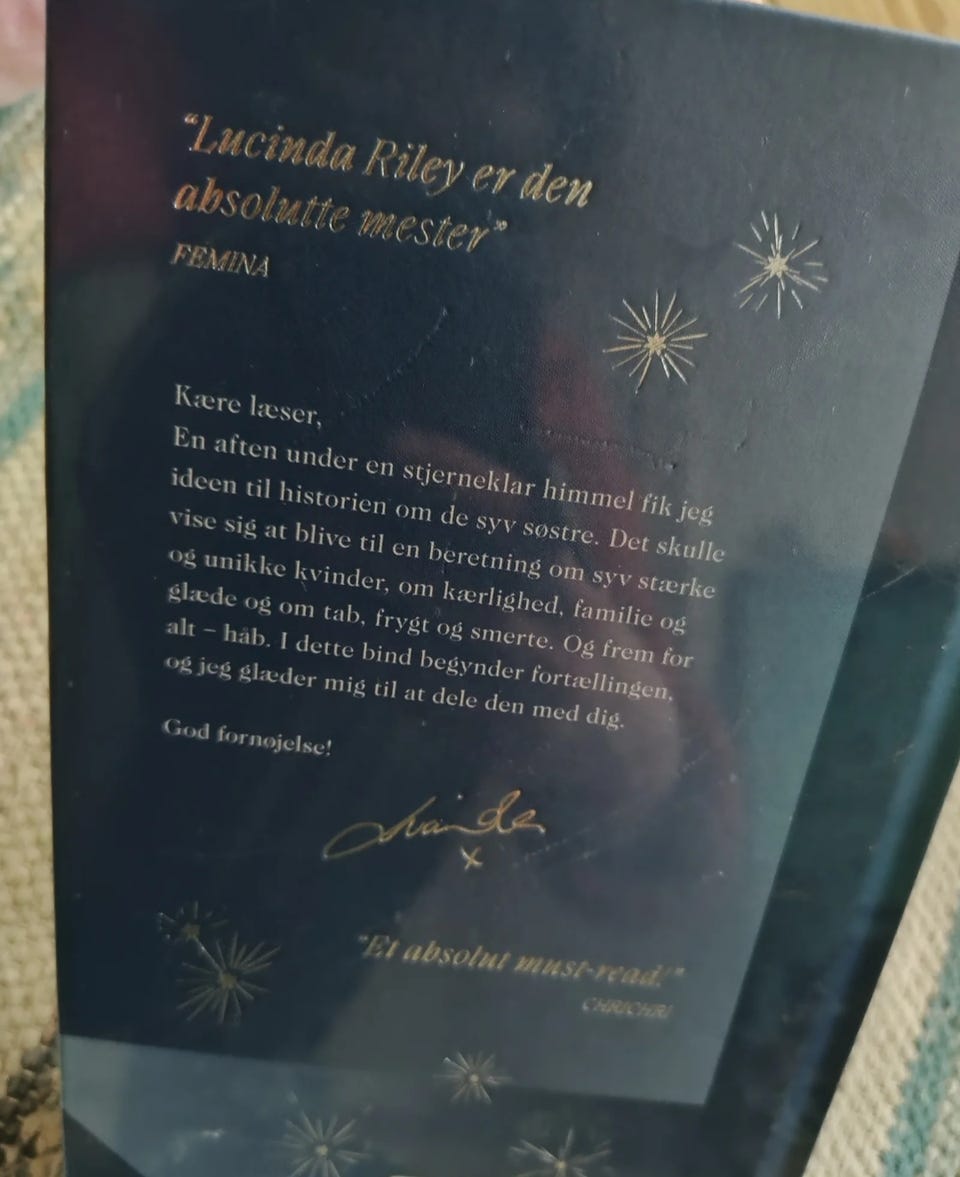 “Lucinda Riley er den
absolutte mester”
FEMINA
Kære læser,
En aften under en stjerneklar himmel fik jeg
ideen til historien om de syv søstre. Det skulle
vise sig at blive til en beretning om syv stærke
og unikke kvinder, om kærlighed, familie og
glæde og om tab, frygt og smerte. Og frem for
alt – håb. I dette bind begynder fortællingen,
og jeg glæder mig til at dele den med dig.
God fornøjelse!
x
"Et absolut must-read!"
CHRICHRI